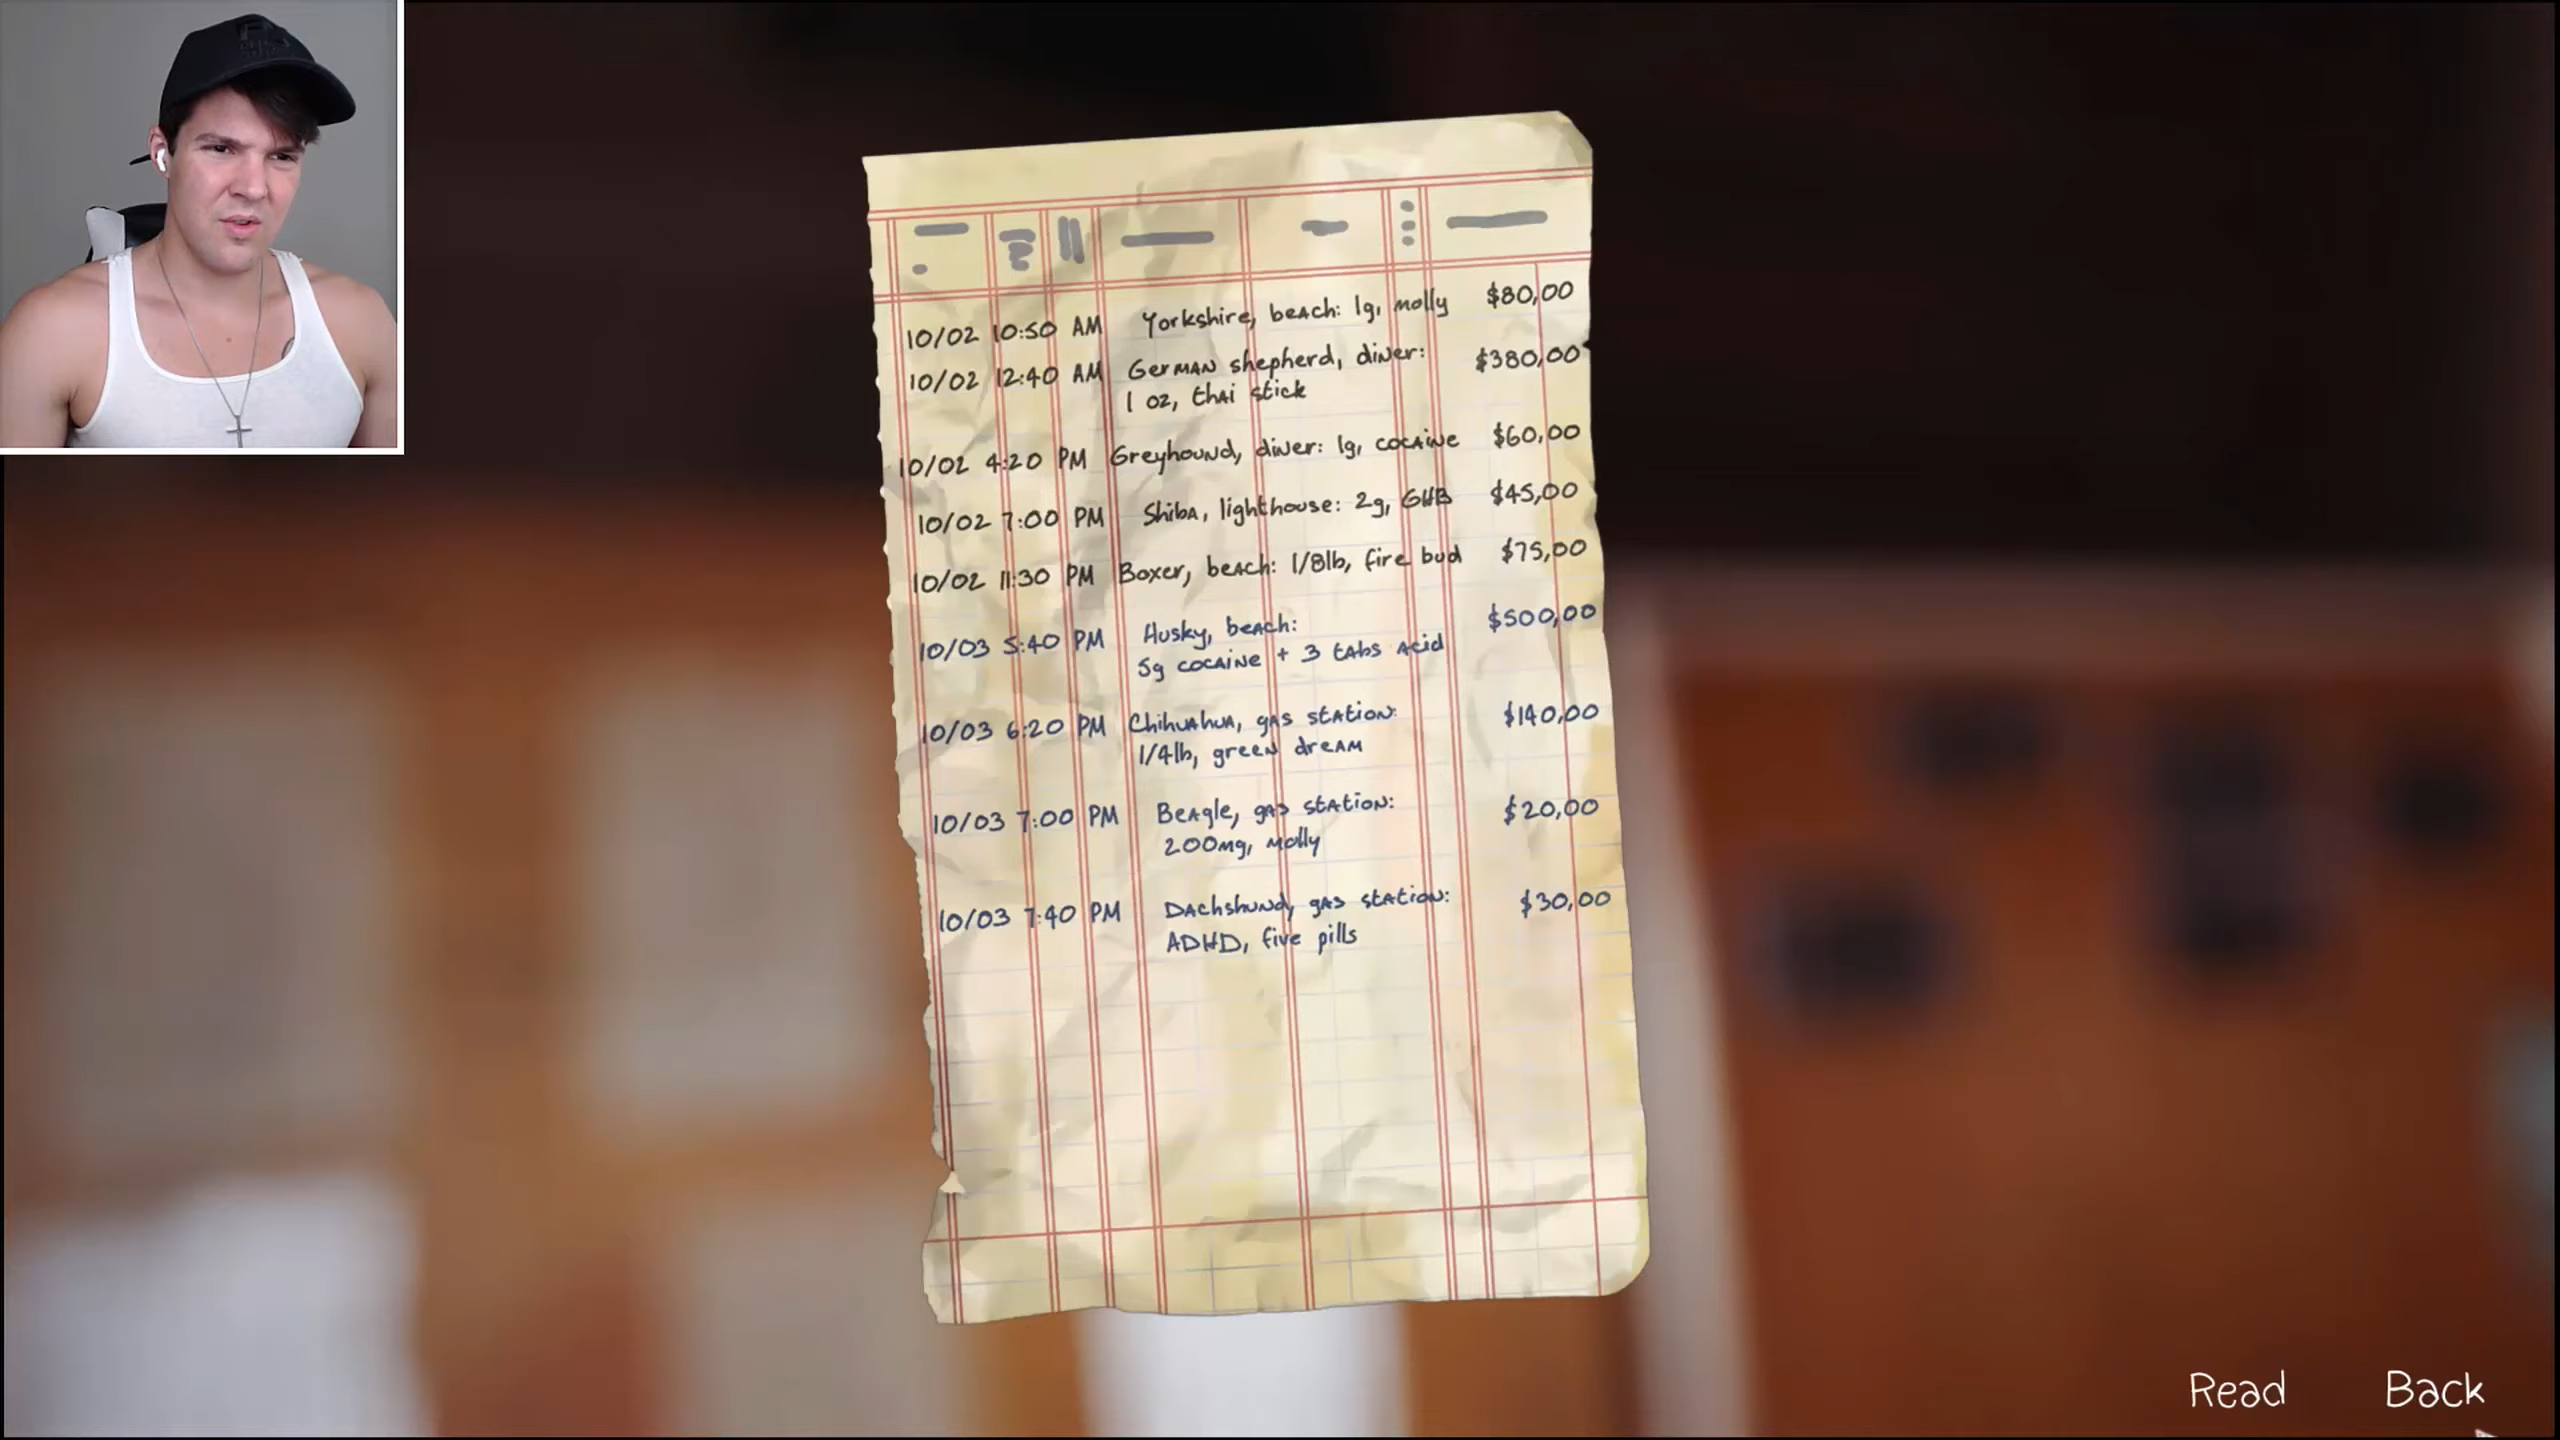 10/02 10:50 AM Yorkshire, beach: 1g, molly $80,00
10/02 12:40 AM German shepherd, diner: $380,00
1 oz, thai stick
10/02 4:20 PM Greyhound, diner: 1g, cocaine $60,00
10/02 7:00 PM Shiba, lighthouse: 2g, GHB $45,00
10/02 11:30 PM Boxer, beach: 1/8lb, fire bud $75,00
10/03 5:40 PM Husky, beach: $500,00
5g cocaine + 3 tabs acid
10/03 6:20 PM Chihuahua, gas station: $140,00
1/4lb, green dream
10/03 7:00 PM Beagle, gas station: $20,00
200mg, molly
10/03 7:40 PM Dachshund, gas station: $30,00
ADHD, five pills
Read Back